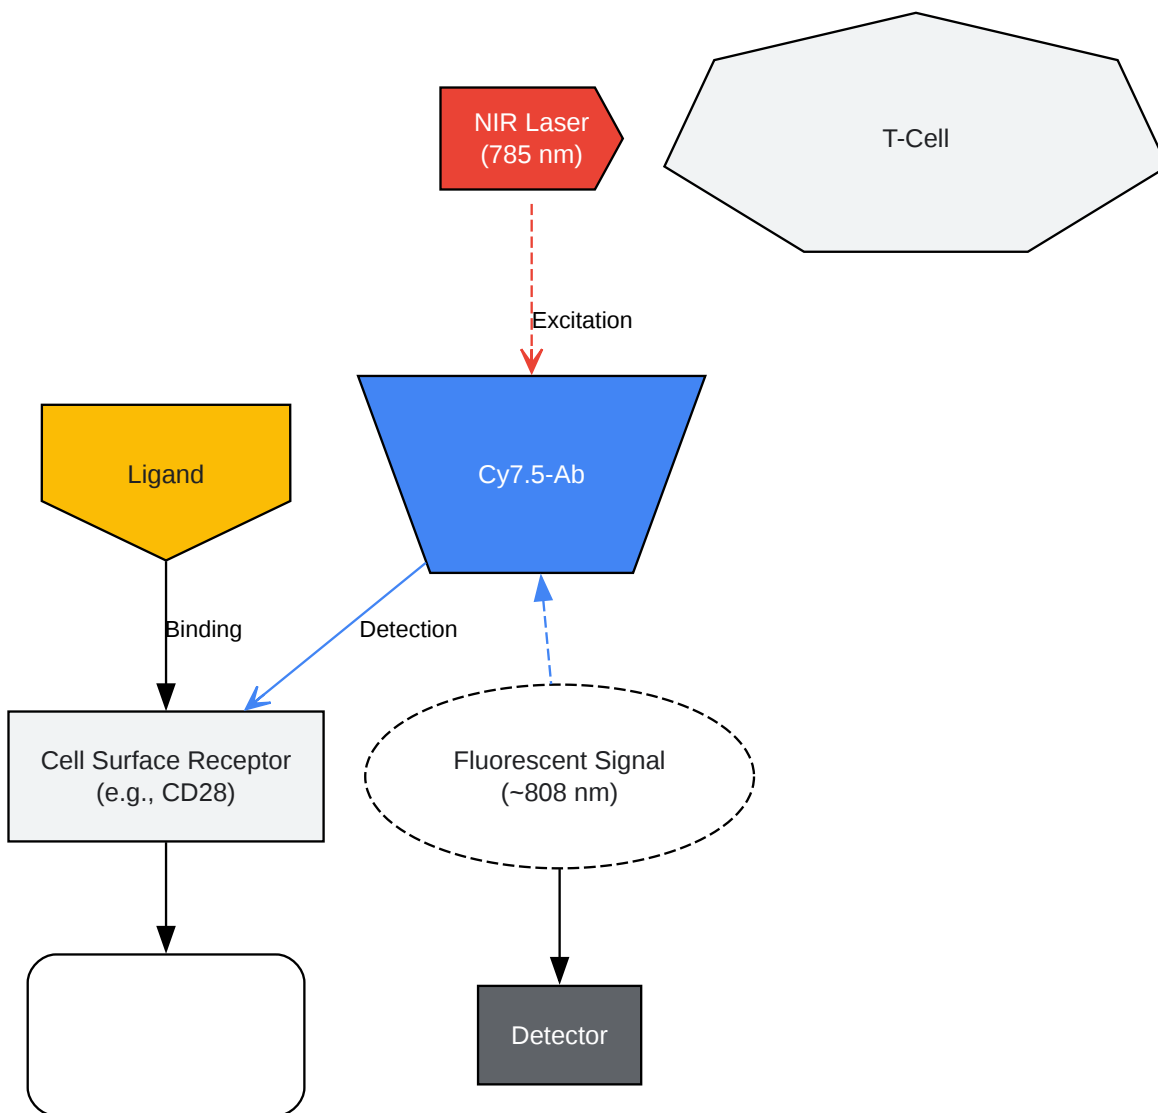 NIR Laser
(785 nm)
T-Cell
Excitation
Ligand
Cy7.5-Ab
Binding
Detection
Cell Surface Receptor
(e.g., CD28)
Fluorescent Signal
(~808 nm)
Detector